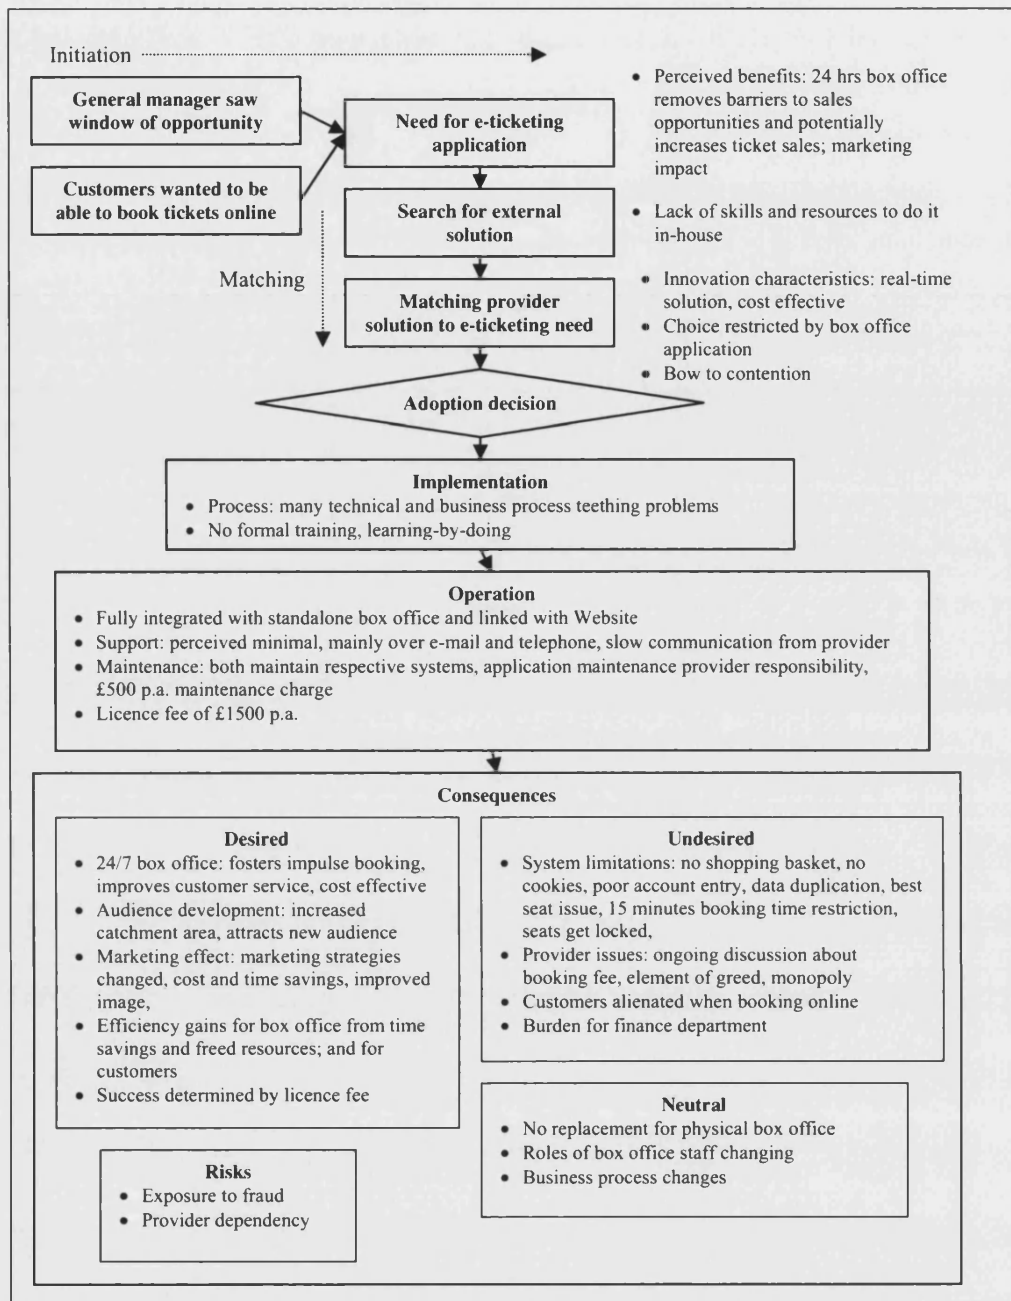 Initiation
General manager saw
window of opportunity
Customers wanted to be
able to book tickets online
Need for e-ticketing
application
Search for external
solution
Matching
Matching provider
solution to e-ticketing need
• Perceived benefits: 24 hrs box office
removes barriers to sales
opportunities and potentially
increases ticket sales; marketing
impact
• Lack of skills and resources to do it
in-house
• Innovation characteristics: real-time
solution, cost effective
• Choice restricted by box office
application
• Bow to contention
Adoption decision
Implementation
• Process: many technical and business process teething problems
• No formal training, learning-by-doing
Operation
• Fully integrated with standalone box office and linked with Website
• Support: perceived minimal, mainly over e-mail and telephone, slow communication from provider
• Maintenance: both maintain respective systems, application maintenance provider responsibility,
£500 p.a. maintenance charge
• Licence fee of £1500 p.a.
Consequences
Desired
• 24/7 box office: fosters impulse booking,
improves customer service, cost effective
• Audience development: increased
catchment area, attracts new audience
• Marketing effect: marketing strategies
changed, cost and time savings, improved
image,
• Efficiency gains for box office from time
savings and freed resources; and for
customers
• Success determined by licence fee
Undesired
• System limitations: no shopping basket, no
cookies, poor account entry, data duplication, best
seat issue, 15 minutes booking time restriction,
seats get locked,
• Provider issues: ongoing discussion about
booking fee, element of greed, monopoly
• Customers alienated when booking online
• Burden for finance department
Neutral
• No replacement for physical box office
• Roles of box office staff changing
• Business process changes
Risks
• Exposure to fraud
• Provider dependency